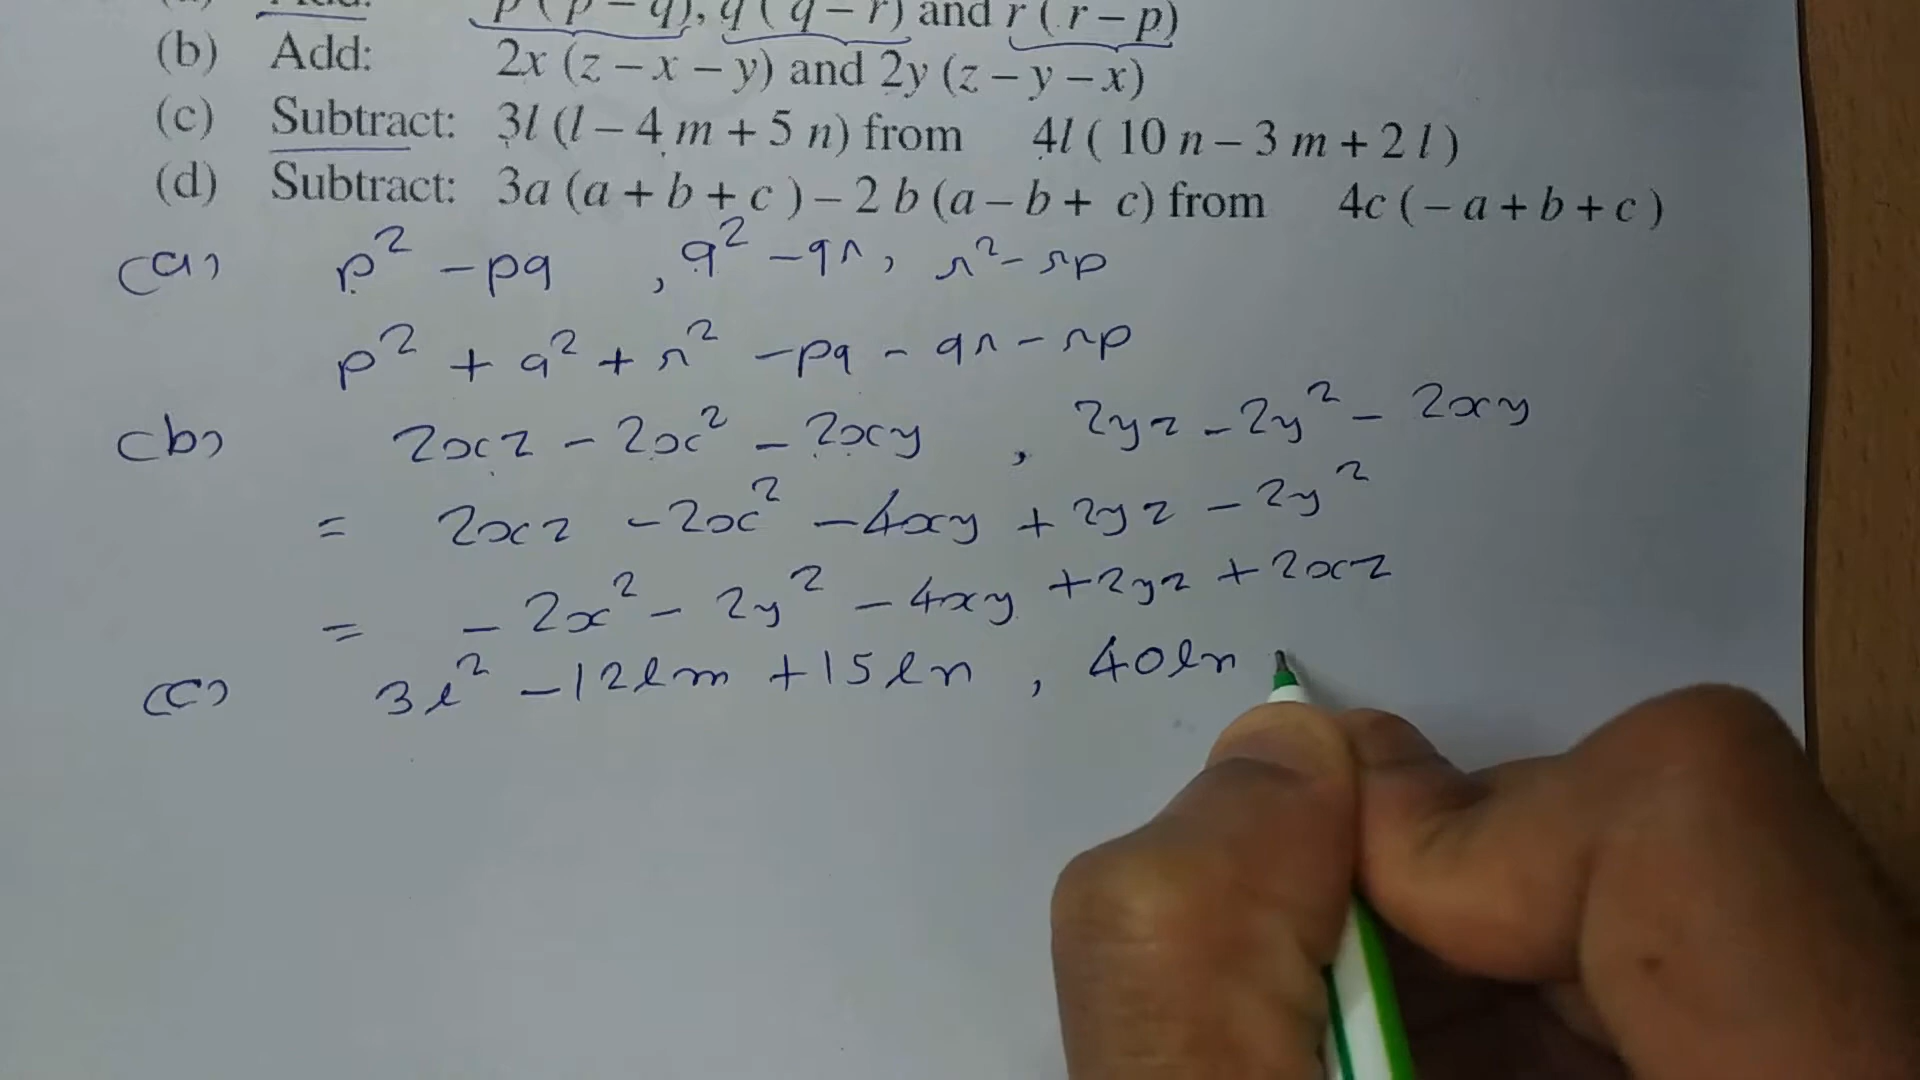 p ( p – q), q ( q – r) and r ( r – p)
(b) Add: 2x (z – x – y) and 2y (z – y – x)
(c) Subtract: 3l (l – 4 m + 5 n) from 4l ( 10 n – 3 m + 2 l )
(d) Subtract: 3a (a + b + c ) – 2 b (a – b + c) from 4c ( – a + b + c )
(a) p² - pq , q² - qr, r² - rp
p² + q² + r² - pq - qr - rp
(b) 2xz - 2x² - 2xy , 2yz - 2y² - 2xy
= 2xz - 2x² - 4xy + 2yz - 2y²
= - 2x² - 2y² - 4xy + 2yz + 2xz
(c) 3l² - 12lm + 15ln , 40ln